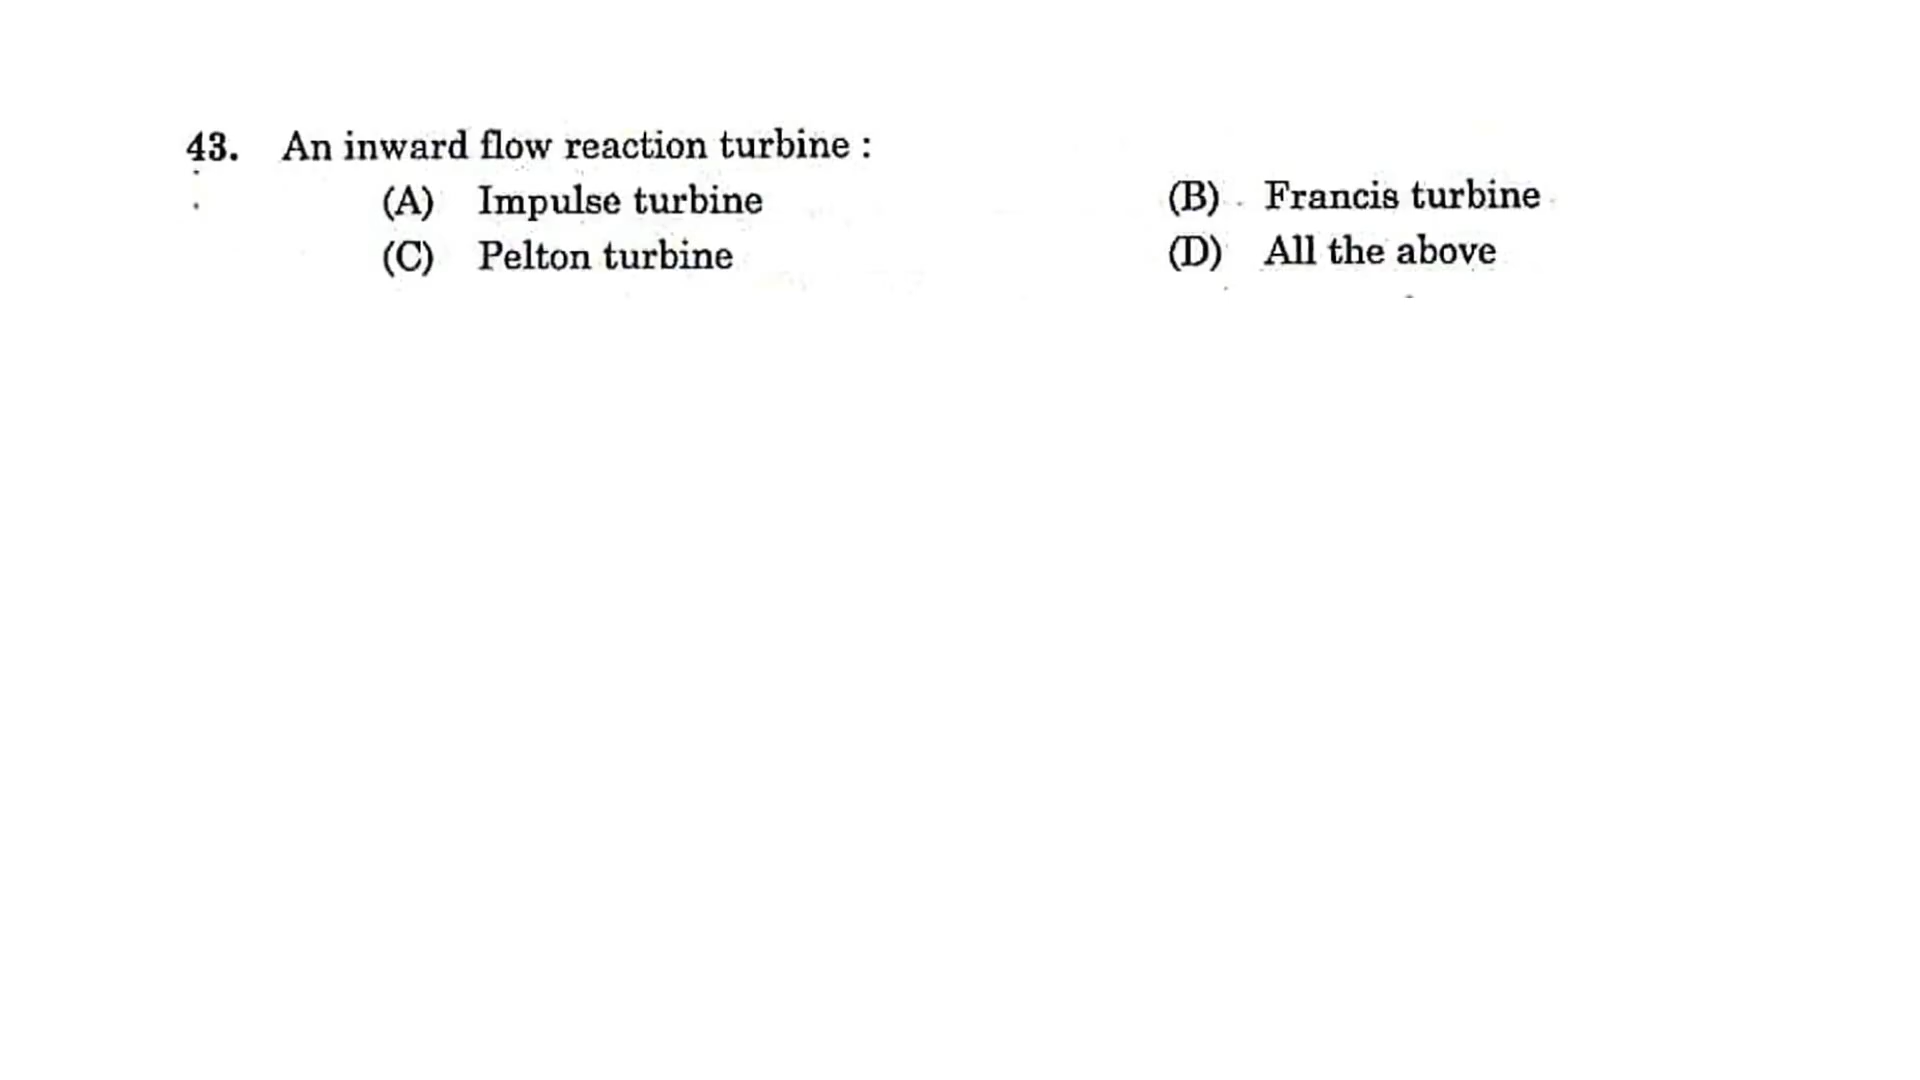 43. An inward flow reaction turbine :
(A) Impulse turbine (B) Francis turbine
(C) Pelton turbine (D) All the above